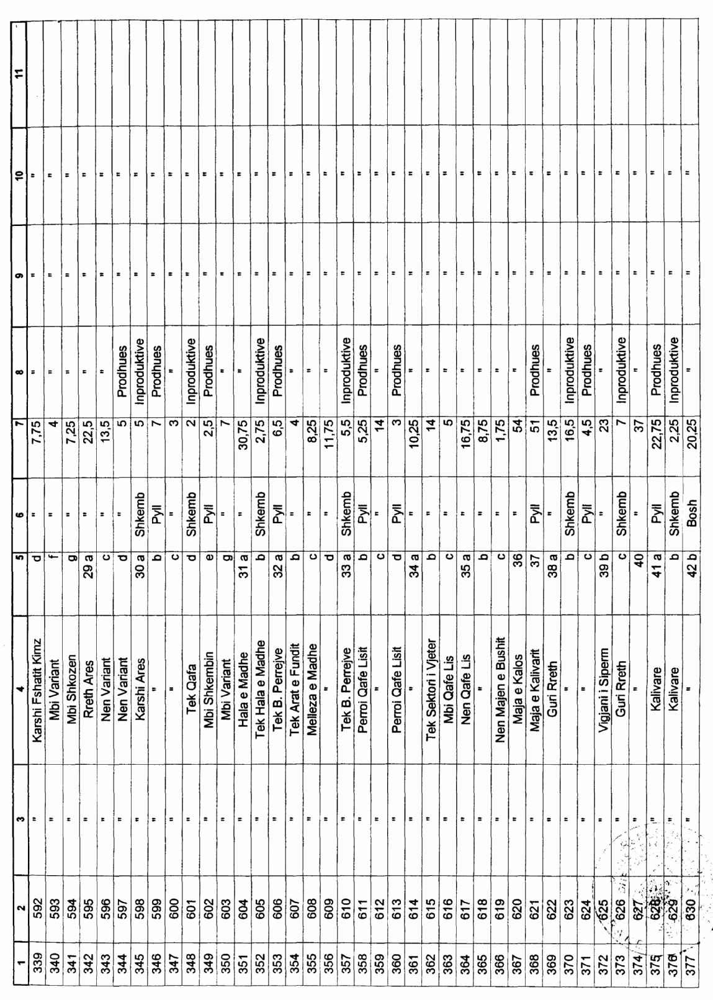 1 2 3 4 5 6 7 8 9 10 11
339 592 " Karshi Fshatit Kimz d " 7,75 " " "
340 593 " Mbi Variant f " 4 " " "
341 594 " Mbi Shkozen g " 7,25 " " "
342 595 " Rreth Ares 29 a " 22,5 " " "
343 596 " Nen Variant c " 13,5 " " "
344 597 " Nen Variant d " 5 Prodhues " "
345 598 " Karshi Ares 30 a Shkemb 5 Inproduktive " "
346 599 " " b Pyll 7 Prodhues " "
347 600 " " c " 3 " " "
348 601 " Tek Qafa d Shkemb 2 Inproduktive " "
349 602 " Mbi Shkembin e Pyll 2,5 Prodhues " "
350 603 " Mbi Variant g " 7 " " "
351 604 " Hala e Madhe 31 a " 30,75 " " "
352 605 " Tek Hala e Madhe b Shkemb 2,75 Inproduktive " "
353 606 " Tek B. Perrejve 32 a Pyll 6,5 Prodhues " "
354 607 " Tek Arat e Fundit b " 4 " " "
355 608 " Melleza e Madhe c " 8,25 " " "
356 609 " " d " 11,75 " " "
357 610 " Tek B. Perrejve 33 a Shkemb 5,5 Inproduktive " "
358 611 " Perroi Qafe Lisit b Pyll 5,25 Prodhues " "
359 612 " " c " 14 " " "
360 613 " Perroi Qafe Lisit d Pyll 3 Prodhues " "
361 614 " " 34 a " 10,25 " " "
362 615 " Tek Sektori i Vjeter b " 14 " " "
363 616 " Mbi Qafe Lis c " 5 " " "
364 617 " Nen Qafe Lis 35 a " 16,75 " " "
365 618 " " b " 8,75 " " "
366 619 " Nen Majen e Bushit c " 1,75 " " "
367 620 " Maja e Kalos 36 " 54 " " "
368 621 " Maja e Kalivarit 37 Pyll 51 Prodhues " "
369 622 " Guri Rreth 38 a " 13,5 " " "
370 623 " " b Shkemb 16,5 Inproduktive " "
371 624 " " c Pyll 4,5 Prodhues " "
372 625 " Vigjani i Siperm 39 b " 23 " " "
373 626 " Guri Rreth c Shkemb 7 Inproduktive " "
374 627 " " 40 " 37 " " "
375 628 " Kalivare 41 a Pyll 22,75 Prodhues " "
376 629 " Kalivare b Shkemb 2,25 Inproduktive " "
377 630 " " 42 b Bosh 20,25 " " "